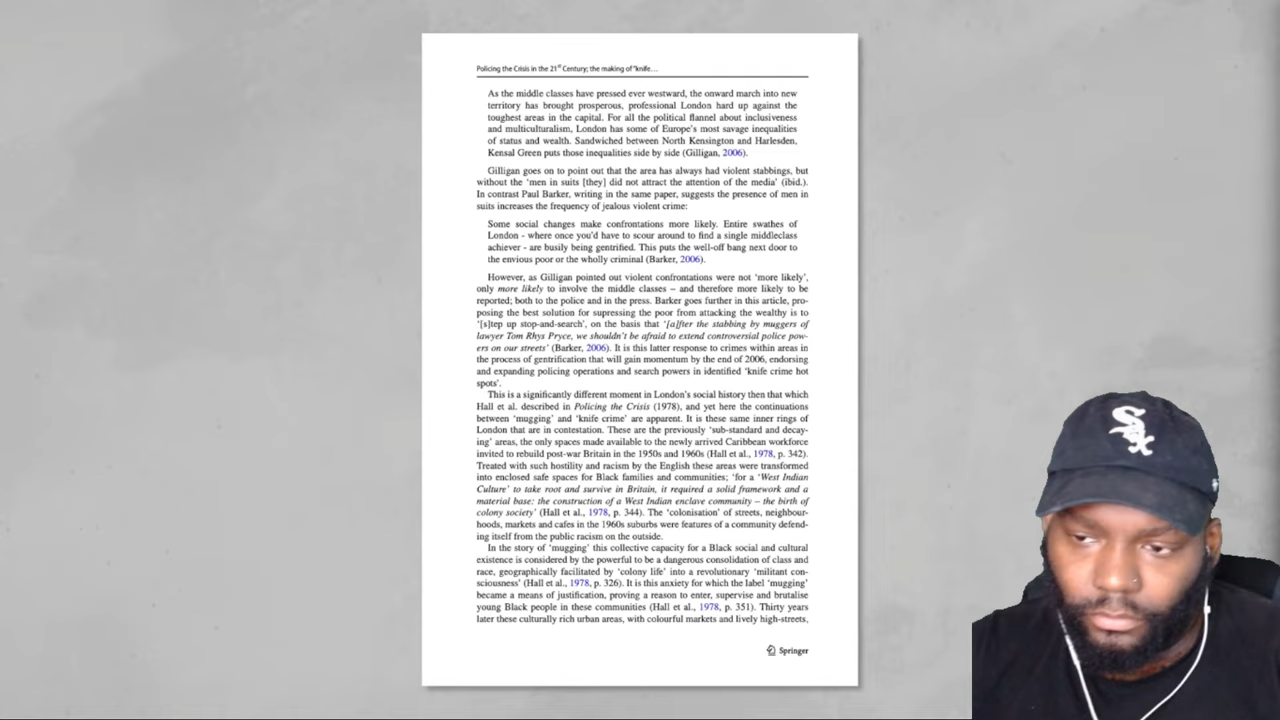 Policing the Crisis in the 21st Century; the making of "knife...
As the middle classes have pressed ever westward, the onward march into new
territory has brought prosperous, professional London hard up against the
toughest areas in the capital. For all the political flannel about inclusiveness
and multiculturalism, London has some of Europe's most savage inequalities
of status and wealth. Sandwiched between North Kensington and Harlesden,
Kensal Green puts those inequalities side by side (Gilligan, 2006).
Gilligan goes on to point out that the area has always had violent stabbings, but
without the 'men in suits [they] did not attract the attention of the media' (ibid.).
In contrast Paul Barker, writing in the same paper, suggests the presence of men in
suits increases the frequency of jealous violent crime:
Some social changes make confrontations more likely. Entire swathes of
London - where once you'd have to scour around to find a single middleclass
achiever - are busily being gentrified. This puts the well-off bang next door to
the envious poor or the wholly criminal (Barker, 2006).
However, as Gilligan pointed out violent confrontations were not 'more likely',
only more likely to involve the middle classes – and therefore more likely to be
reported; both to the police and in the press. Barker goes further in this article, pro-
posing the best solution for supressing the poor from attacking the wealthy is to
'[s]tep up stop-and-search', on the basis that '[a]fter the stabbing by muggers of
lawyer Tom Rhys Pryce, we shouldn't be afraid to extend controversial police pow-
ers on our streets' (Barker, 2006). It is this latter response to crimes within areas in
the process of gentrification that will gain momentum by the end of 2006, endorsing
and expanding policing operations and search powers in identified 'knife crime hot
spots'.
This is a significantly different moment in London's social history then that which
Hall et al. described in Policing the Crisis (1978), and yet here the continuations
between 'mugging' and 'knife crime' are apparent. It is these same inner rings of
London that are in contestation. These are the previously 'sub-standard and decay-
ing' areas, the only spaces made available to the newly arrived Caribbean workforce
invited to rebuild post-war Britain in the 1950s and 1960s (Hall et al., 1978, p. 342).
Treated with such hostility and racism by the English these areas were transformed
into enclosed safe spaces for Black families and communities; 'for a 'West Indian
Culture' to take root and survive in Britain, it required a solid framework and a
material base: the construction of a West Indian enclave community – the birth of
colony society' (Hall et al., 1978, p. 344). The 'colonisation' of streets, neighbour-
hoods, markets and cafes in the 1960s suburbs were features of a community defend-
ing itself from the public racism on the outside.
In the story of 'mugging' this collective capacity for a Black social and cultural
existence is considered by the powerful to be a dangerous consolidation of class and
race, geographically facilitated by 'colony life' into a revolutionary 'militant con-
sciousness' (Hall et al., 1978, p. 326). It is this anxiety for which the label 'mugging'
became a means of justification, proving a reason to enter, supervise and brutalise
young Black people in these communities (Hall et al., 1978, p. 351). Thirty years
later these culturally rich urban areas, with colourful markets and lively high-streets,
Springer
Sox